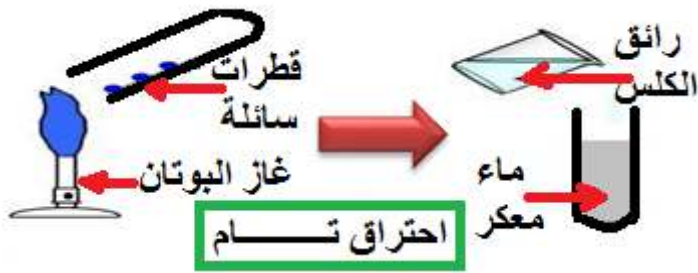 قطرات
سائلة
غاز البوتان
رائق
الكلس
ماء
معكر
احتراق تـــــام